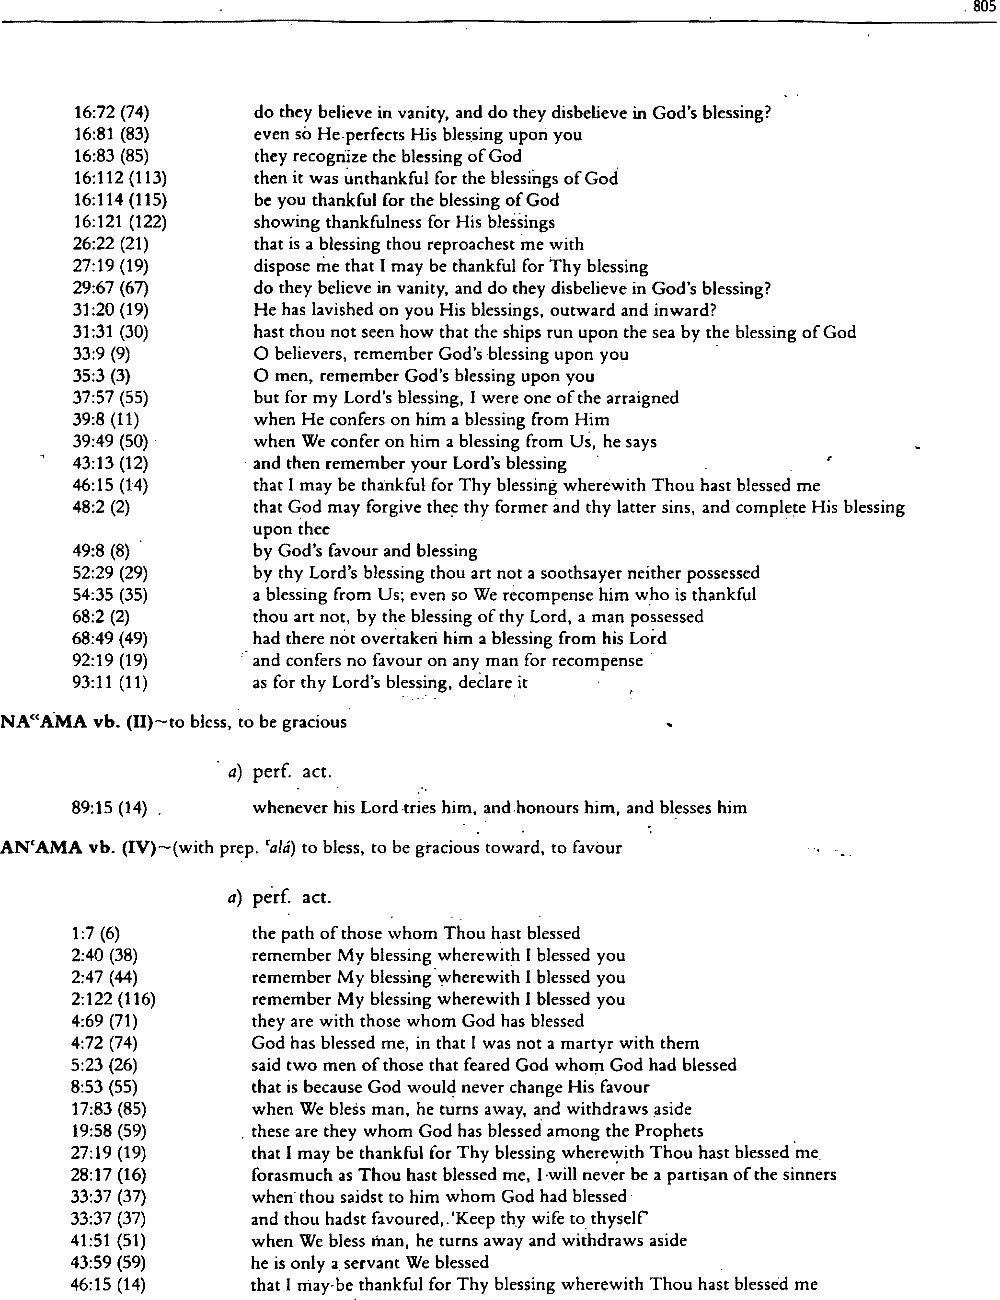 805
16:72 (74) do they believe in vanity, and do they disbelieve in God's blessing?
16:81 (83) even so He perfects His blessing upon you
16:83 (85) they recognize the blessing of God
16:112 (113) then it was unthankful for the blessings of God
16:114 (115) be you thankful for the blessing of God
16:121 (122) showing thankfulness for His blessings
26:22 (21) that is a blessing thou reproachest me with
27:19 (19) dispose me that I may be thankful for Thy blessing
29:67 (67) do they believe in vanity, and do they disbelieve in God's blessing?
31:20 (19) He has lavished on you His blessings, outward and inward?
31:31 (30) hast thou not seen how that the ships run upon the sea by the blessing of God
33:9 (9) O believers, remember God's blessing upon you
35:3 (3) O men, remember God's blessing upon you
37:57 (55) but for my Lord's blessing, I were one of the arraigned
39:8 (11) when He confers on him a blessing from Him
39:49 (50) when We confer on him a blessing from Us, he says
43:13 (12) and then remember your Lord's blessing
46:15 (14) that I may be thankful for Thy blessing wherewith Thou hast blessed me
48:2 (2) that God may forgive thee thy former and thy latter sins, and complete His blessing
upon thee
49:8 (8) by God's favour and blessing
52:29 (29) by thy Lord's blessing thou art not a soothsayer neither possessed
54:35 (35) a blessing from Us; even so We recompense him who is thankful
68:2 (2) thou art not, by the blessing of thy Lord, a man possessed
68:49 (49) had there not overtaken him a blessing from his Lord
92:19 (19) and confers no favour on any man for recompense
93:11 (11) as for thy Lord's blessing, declare it
NAʿʿAMA vb. (II)~to bless, to be gracious
a) perf. act.
89:15 (14) whenever his Lord tries him, and honours him, and blesses him
ANʿAMA vb. (IV)~(with prep. ʿalá) to bless, to be gracious toward, to favour
a) perf. act.
1:7 (6) the path of those whom Thou hast blessed
2:40 (38) remember My blessing wherewith I blessed you
2:47 (44) remember My blessing wherewith I blessed you
2:122 (116) remember My blessing wherewith I blessed you
4:69 (71) they are with those whom God has blessed
4:72 (74) God has blessed me, in that I was not a martyr with them
5:23 (26) said two men of those that feared God whom God had blessed
8:53 (55) that is because God would never change His favour
17:83 (85) when We bless man, he turns away, and withdraws aside
19:58 (59) these are they whom God has blessed among the Prophets
27:19 (19) that I may be thankful for Thy blessing wherewith Thou hast blessed me
28:17 (16) forasmuch as Thou hast blessed me, I will never be a partisan of the sinners
33:37 (37) when thou saidst to him whom God had blessed
33:37 (37) and thou hadst favoured, 'Keep thy wife to thyself'
41:51 (51) when We bless man, he turns away and withdraws aside
43:59 (59) he is only a servant We blessed
46:15 (14) that I may be thankful for Thy blessing wherewith Thou hast blessed me